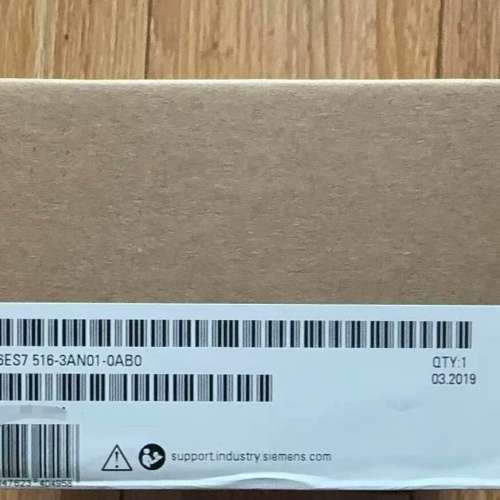 6ES7 516-3AN01-0AB0
QTY:1
03.2019
support.industry.siemens.com